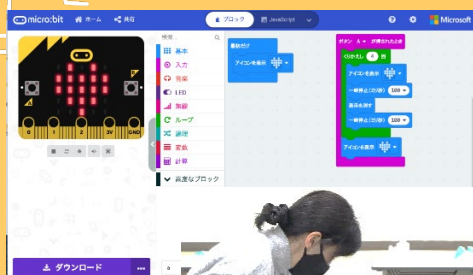 micro:bit
ホーム
共有
ブロック
JavaScript
Microsoft
検索...
基本
入力
音楽
LED
無線
ループ
論理
変数
計算
高度なブロック
最初だけ
アイコンを表示
ボタン A が押されたとき
くりかえし 4 回
アイコンを表示
一時停止（ミリ秒） 100
表示を消す
一時停止（ミリ秒） 100
アイコンを表示
0 1 2 3V GND
ダウンロード